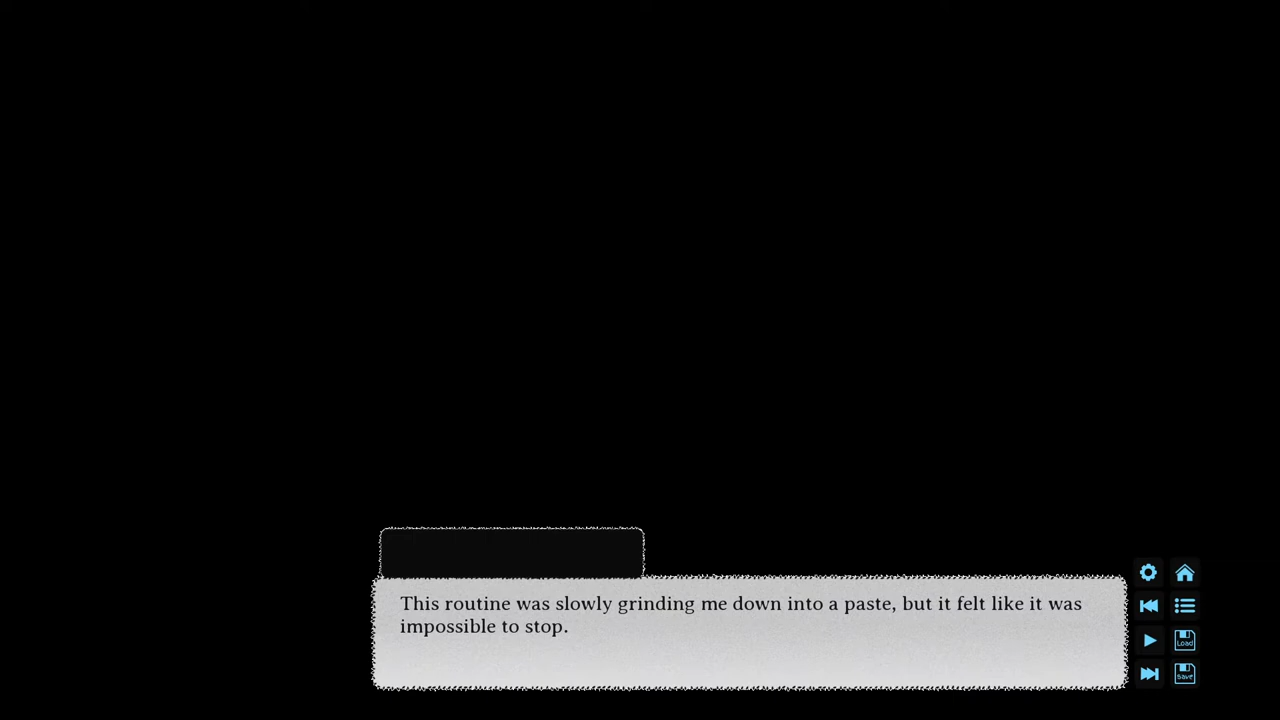 This routine was slowly grinding me down into a paste, but it felt like it was
impossible to stop.
Load
Save